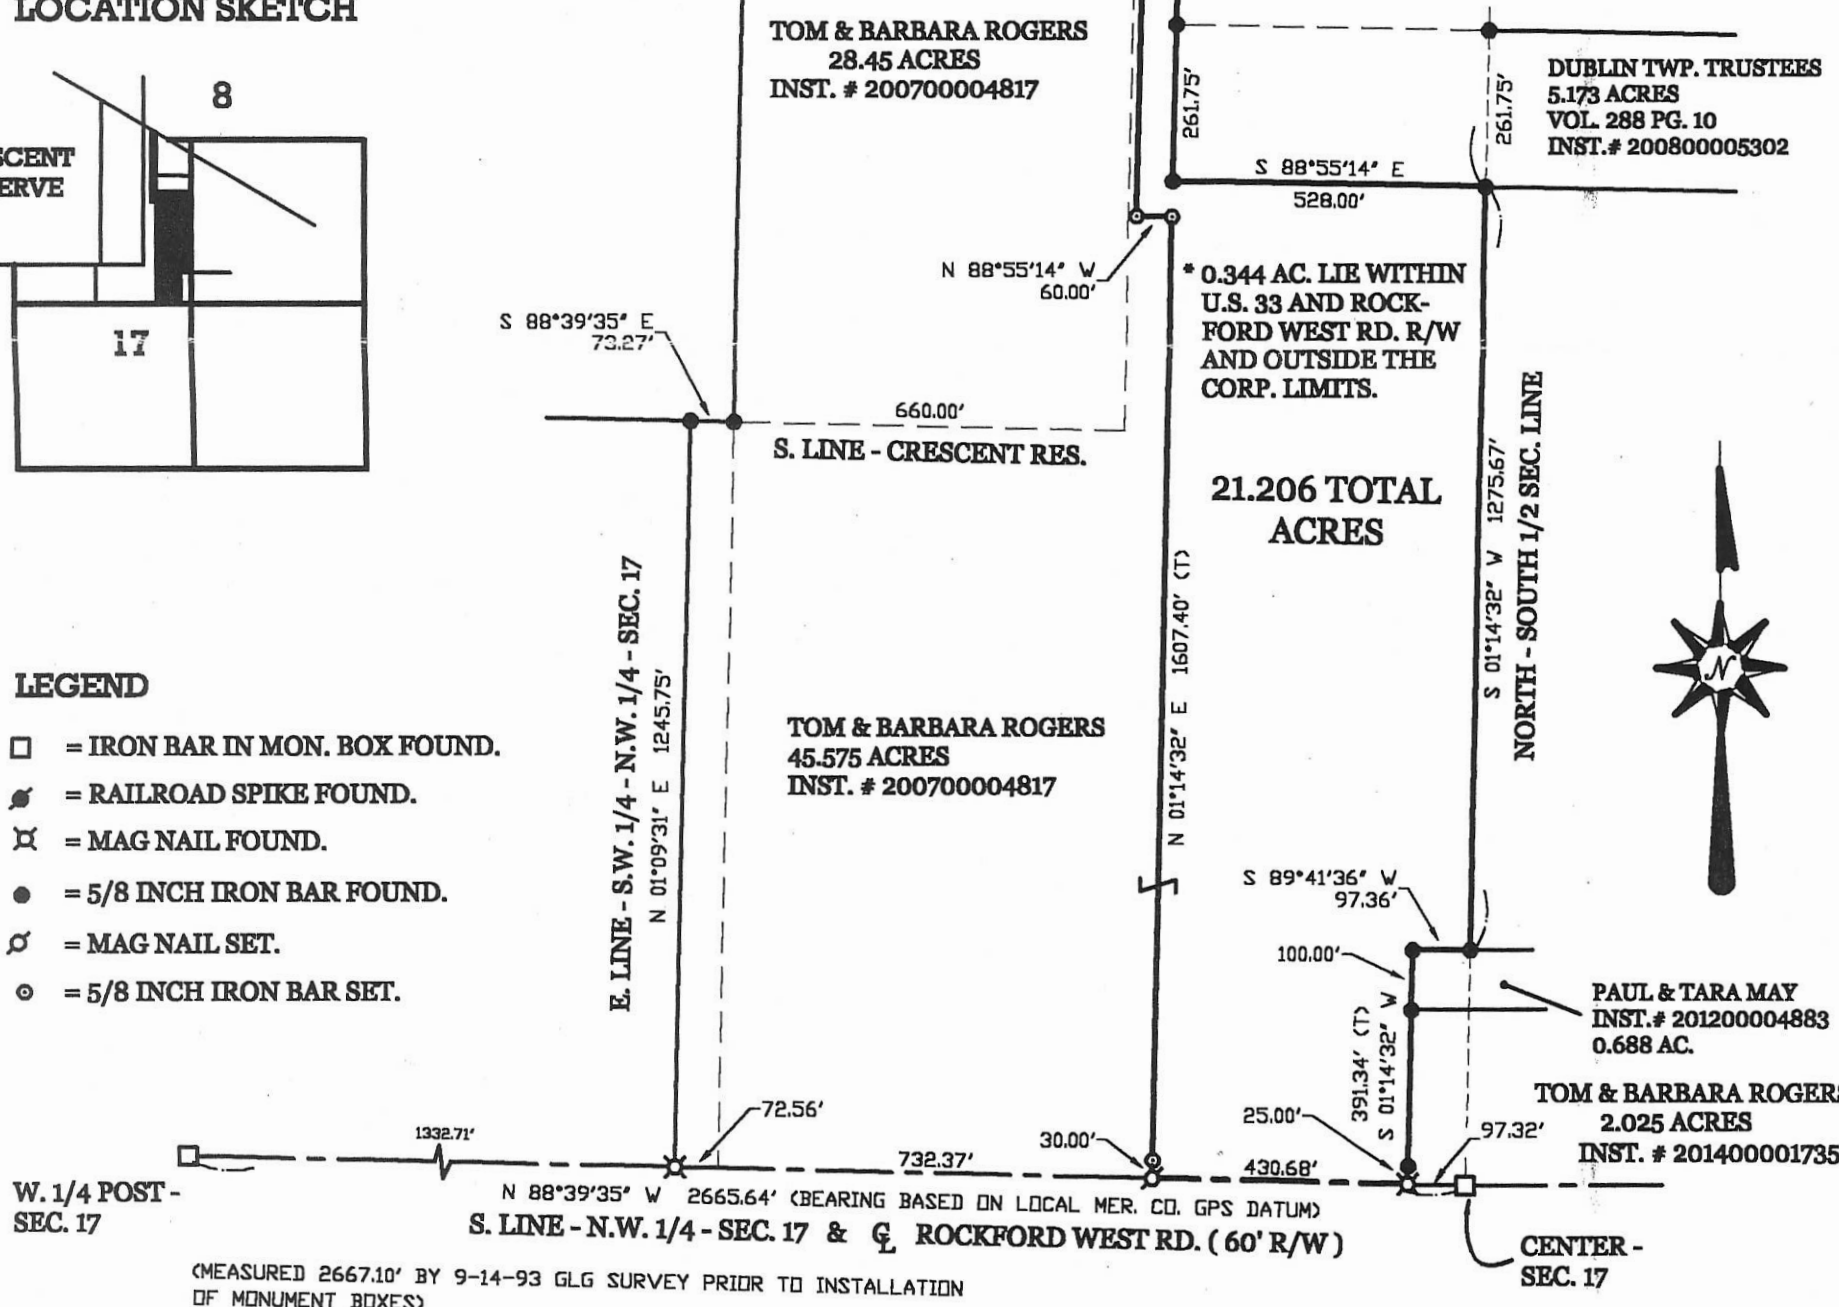 LOCATION SKETCH
8
SCENT
ERVE
17
TOM & BARBARA ROGERS
28.45 ACRES
INST. # 200700004817
261.75'
261.75'
DUBLIN TWP. TRUSTEES
5.173 ACRES
VOL. 288 PG. 10
INST.# 200800005302
S 88°55'14" E
528.00'
N 88°55'14" W
60.00'
* 0.344 AC. LIE WITHIN
U.S. 33 AND ROCK-
FORD WEST RD. R/W
AND OUTSIDE THE
CORP. LIMITS.
S 88°39'35" E
73.27'
660.00'
S. LINE - CRESCENT RES.
21.206 TOTAL
ACRES
S 01°14'32" W 1275.67'
NORTH - SOUTH 1/2 SEC. LINE
N
E. LINE - S.W. 1/4 - N.W. 1/4 - SEC. 17
N 01°09'31" E 1245.75'
N 01°14'32" E 1607.40' (T)
LEGEND
= IRON BAR IN MON. BOX FOUND.
= RAILROAD SPIKE FOUND.
= MAG NAIL FOUND.
= 5/8 INCH IRON BAR FOUND.
= MAG NAIL SET.
= 5/8 INCH IRON BAR SET.
TOM & BARBARA ROGERS
45.575 ACRES
INST. # 200700004817
S 89°41'36" W
97.36'
100.00'
391.34' (T)
S 01°14'32" W
PAUL & TARA MAY
INST.# 201200004883
0.688 AC.
TOM & BARBARA ROGERS
2.025 ACRES
INST. # 201400001735
72.56'
25.00'
97.32'
30.00'
1332.71'
732.37'
430.68'
W. 1/4 POST -
SEC. 17
N 88°39'35" W 2665.64' (BEARING BASED ON LOCAL MER. CO. GPS DATUM)
S. LINE - N.W. 1/4 - SEC. 17 & ℄ ROCKFORD WEST RD. ( 60' R/W )
CENTER -
SEC. 17
(MEASURED 2667.10' BY 9-14-93 GLG SURVEY PRIOR TO INSTALLATION
OF MONUMENT BOXES)